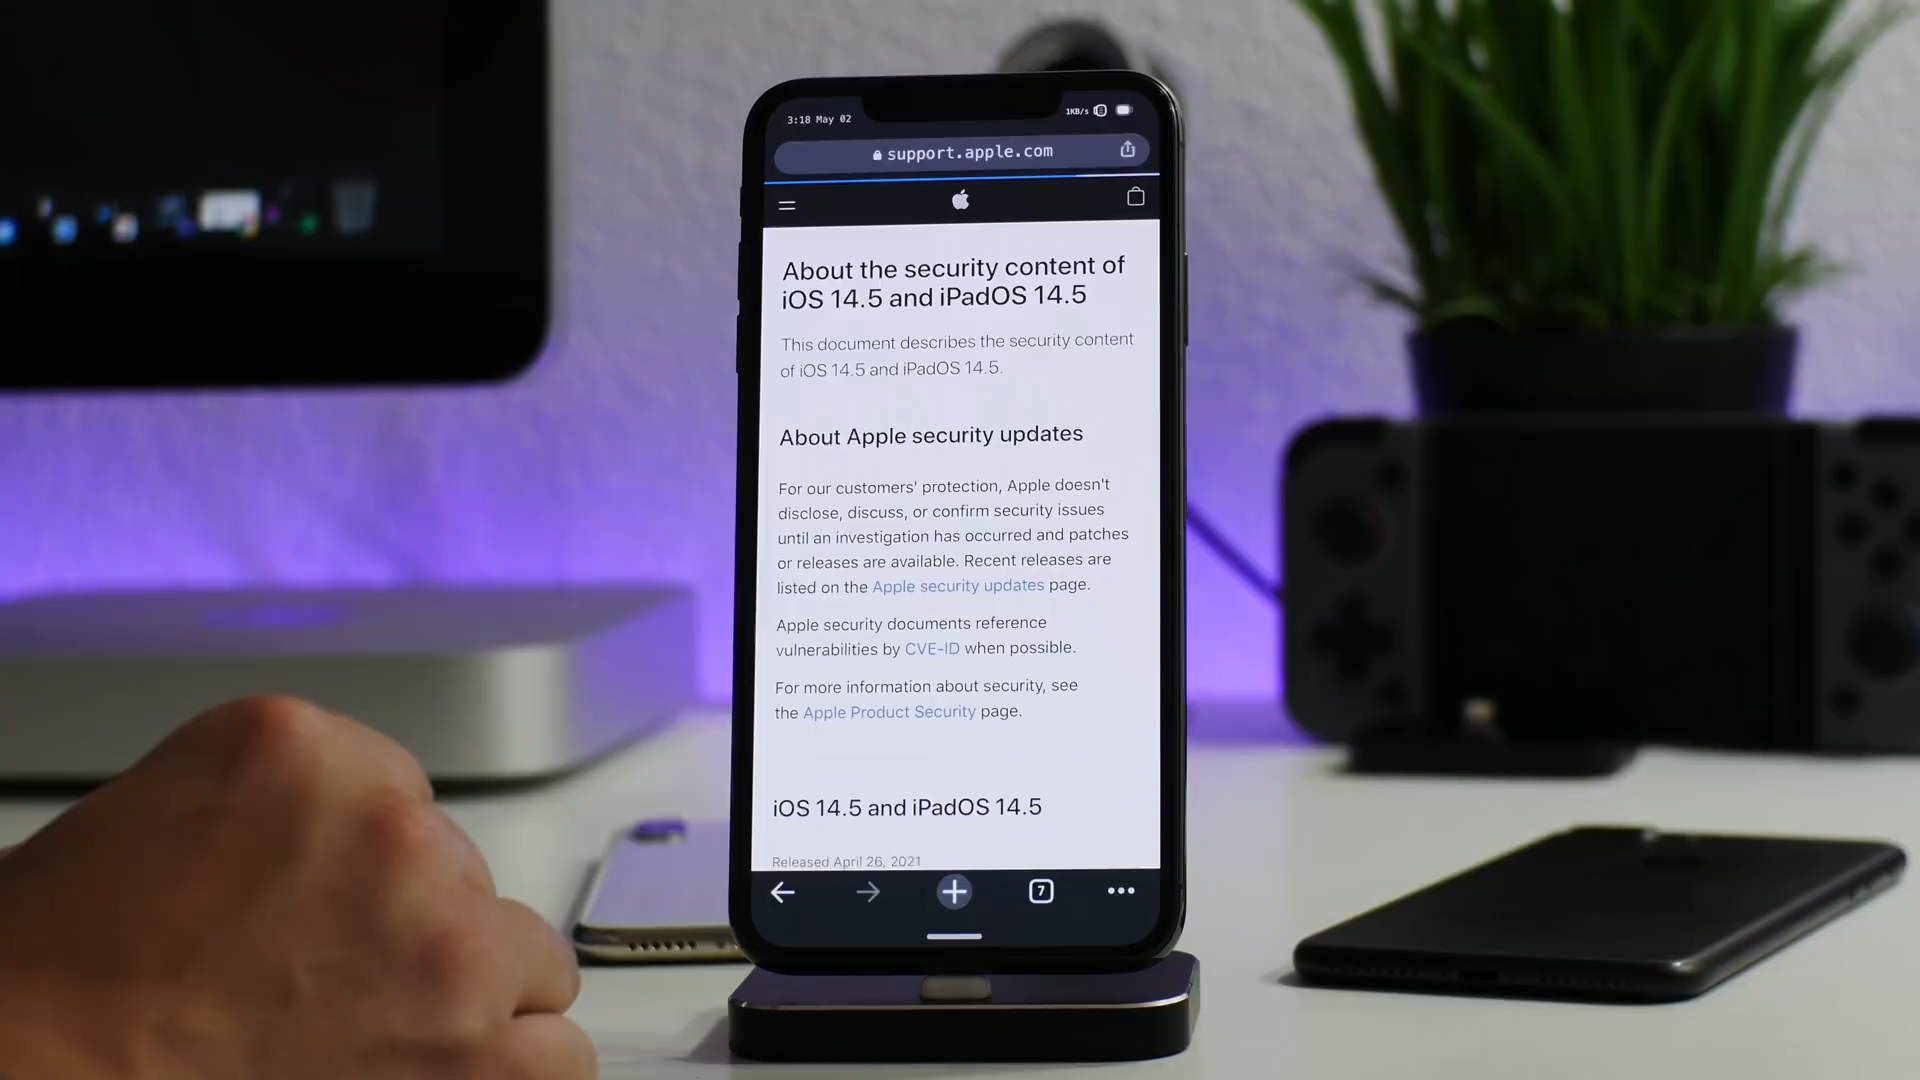 3:18 May 02
1KB/s
support.apple.com
About the security content of
iOS 14.5 and iPadOS 14.5
This document describes the security content
of iOS 14.5 and iPadOS 14.5.
About Apple security updates
For our customers' protection, Apple doesn't
disclose, discuss, or confirm security issues
until an investigation has occurred and patches
or releases are available. Recent releases are
listed on the Apple security updates page.
Apple security documents reference
vulnerabilities by CVE-ID when possible.
For more information about security, see
the Apple Product Security page.
iOS 14.5 and iPadOS 14.5
Released April 26, 2021
7